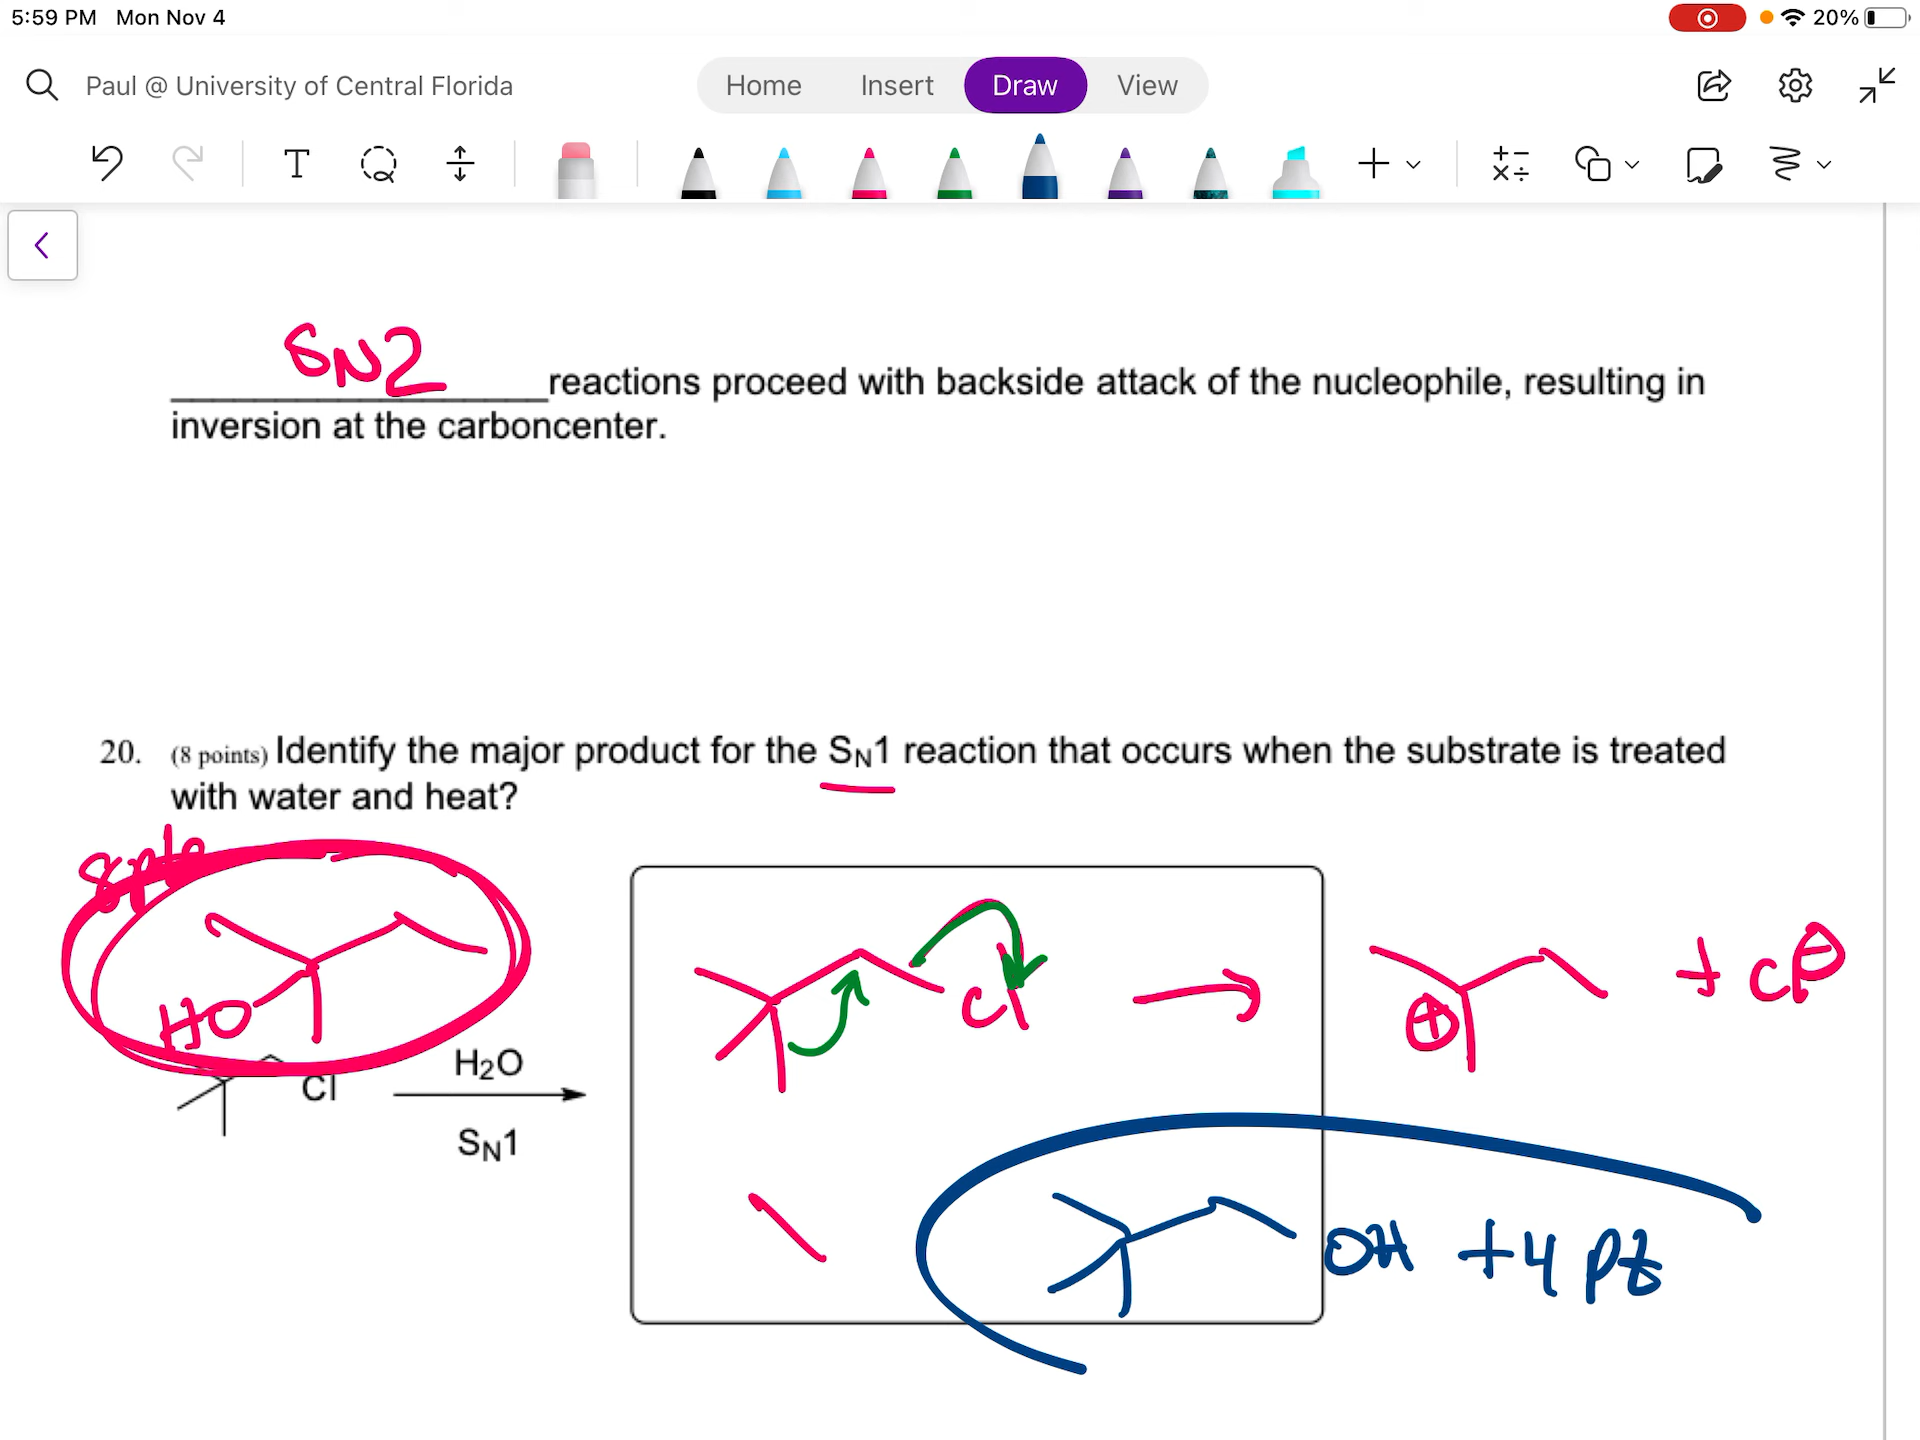 5:59 PM Mon Nov 4
20%
Paul @ University of Central Florida
Home Insert Draw View
T
SN2
reactions proceed with backside attack of the nucleophile, resulting in
inversion at the carboncenter.
20. (8 points) Identify the major product for the SN1 reaction that occurs when the substrate is treated
with water and heat?
HO
Cl
H2O
SN1
Cl
⊕
+ Cl⊖
OH +4 pts